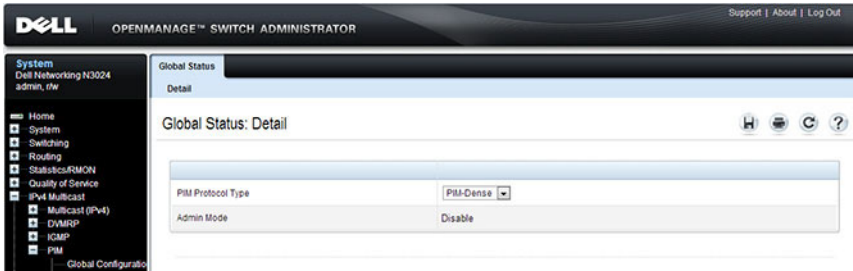 Support | About | Log Out
DELL OPENMANAGE™ SWITCH ADMINISTRATOR
System
Dell Networking N3024
admin, r/w
Home
System
Switching
Routing
Statistics/RMON
Quality of Service
IPv4 Multicast
Multicast (IPv4)
DVMRP
IGMP
PIM
Global Configuratio
Global Status
Detail
Global Status: Detail
H C ?
PIM Protocol Type PIM-Dense
Admin Mode Disable